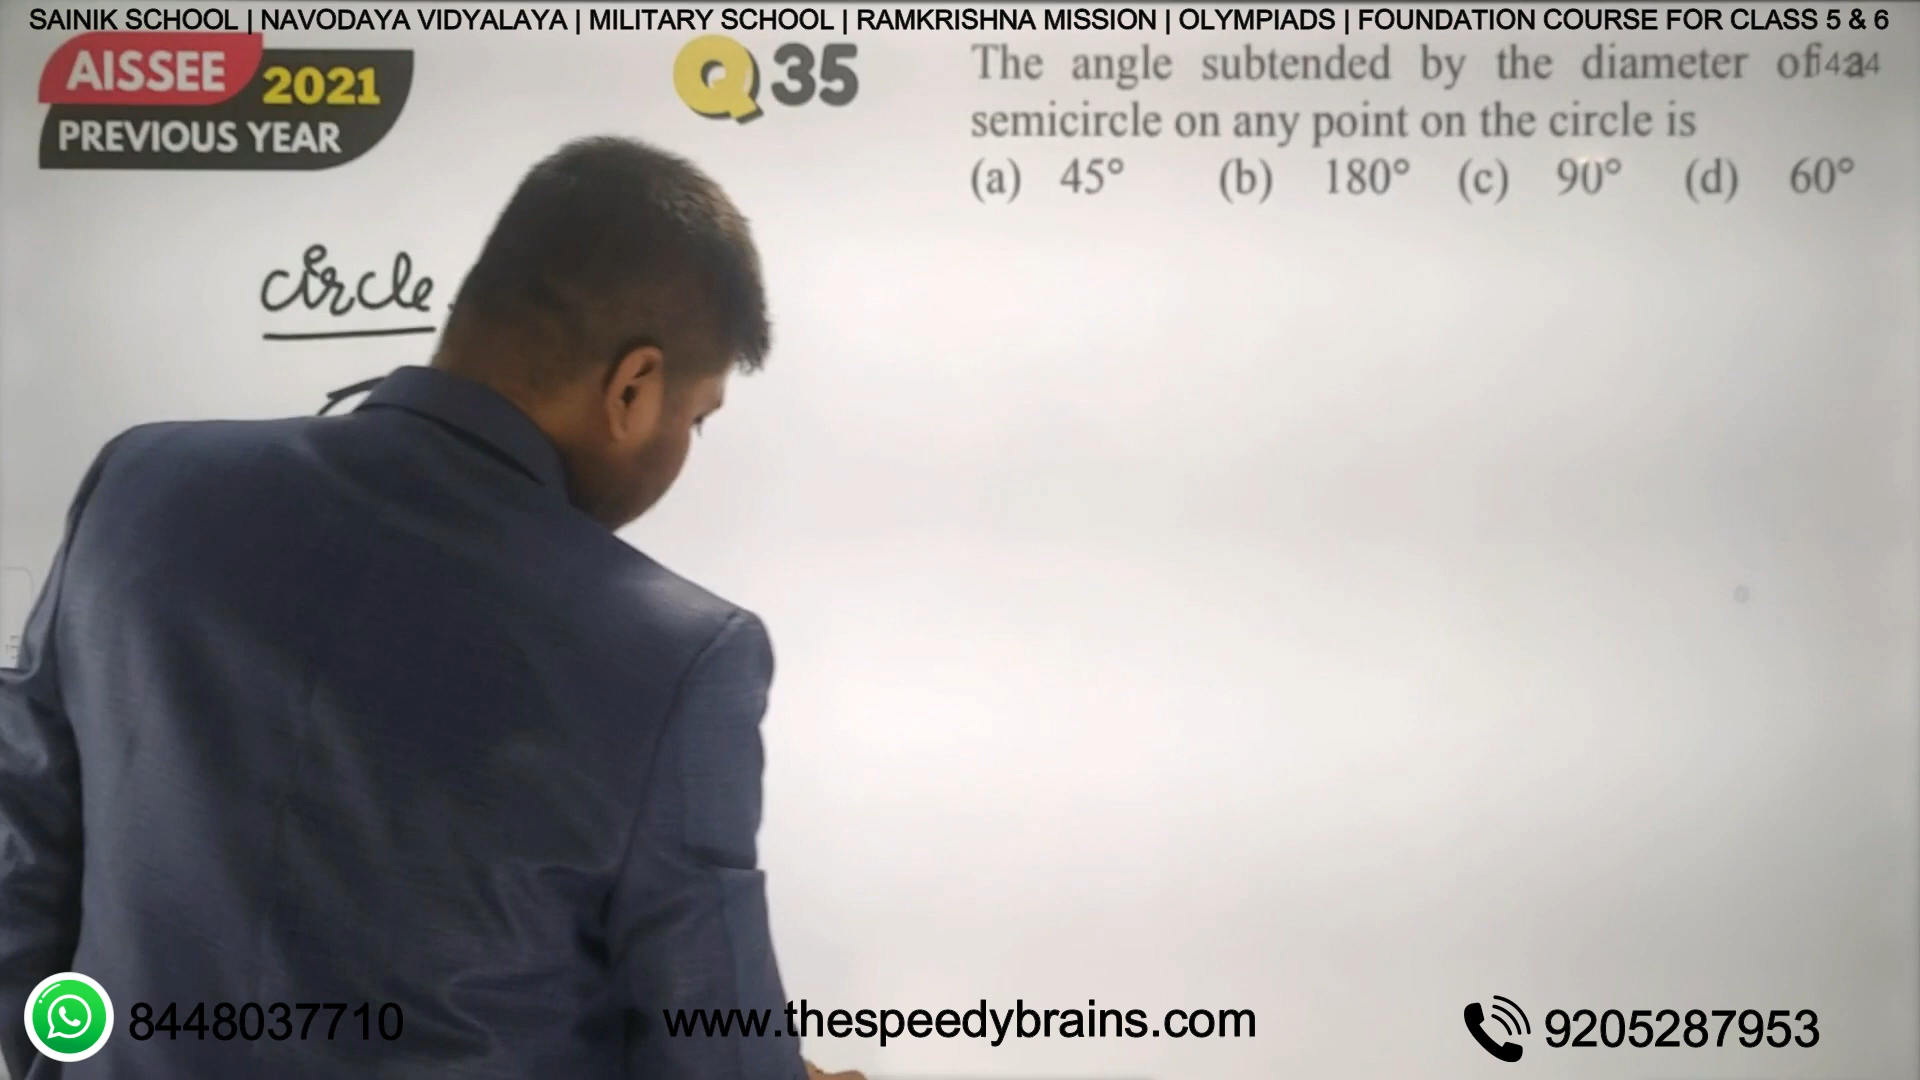 SAINIK SCHOOL | NAVODAYA VIDYALAYA | MILITARY SCHOOL | RAMKRISHNA MISSION | OLYMPIADS | FOUNDATION COURSE FOR CLASS 5 & 6
AISSEE 2021
PREVIOUS YEAR
Q 35
The angle subtended by the diameter of a
semicircle on any point on the circle is
(a) 45° (b) 180° (c) 90° (d) 60°
circle
8448037710
www.thespeedybrains.com
9205287953